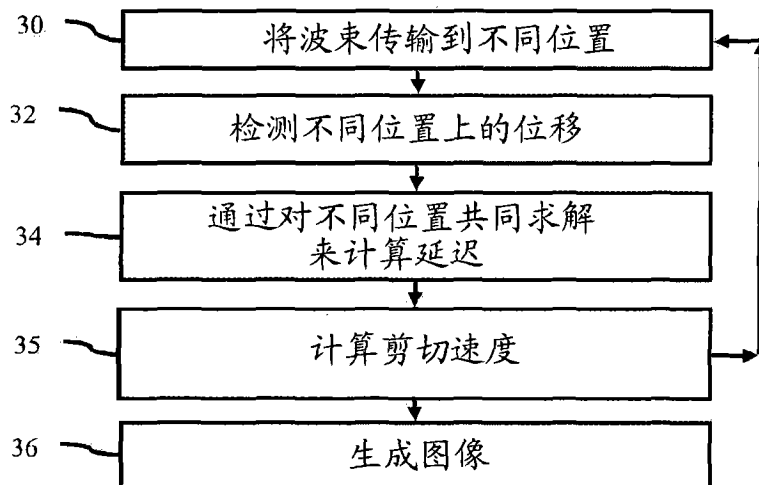 30 将波束传输到不同位置
32 检测不同位置上的位移
34 通过对不同位置共同求解
来计算延迟
35 计算剪切速度
36 生成图像